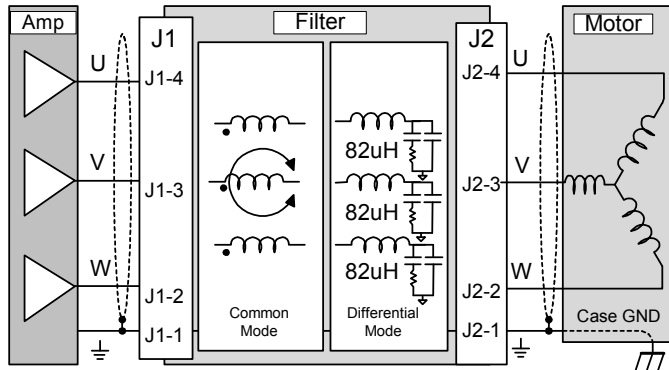 Amp
Filter
Motor
J1
J2
U
V
W
J1-4
J1-3
J1-2
J1-1
82uH
82uH
82uH
Common
Mode
Differential
Mode
J2-4
J2-3
J2-2
J2-1
U
V
W
Case GND